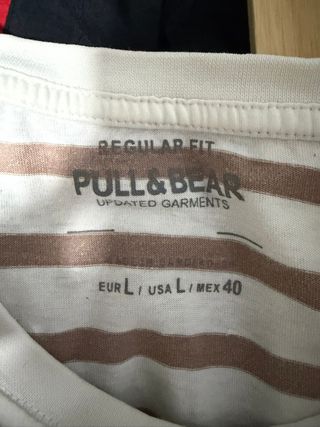 REGULAR FIT
PULL&BEAR
UPDATED GARMENTS
EUR L / USA L / MEX 40